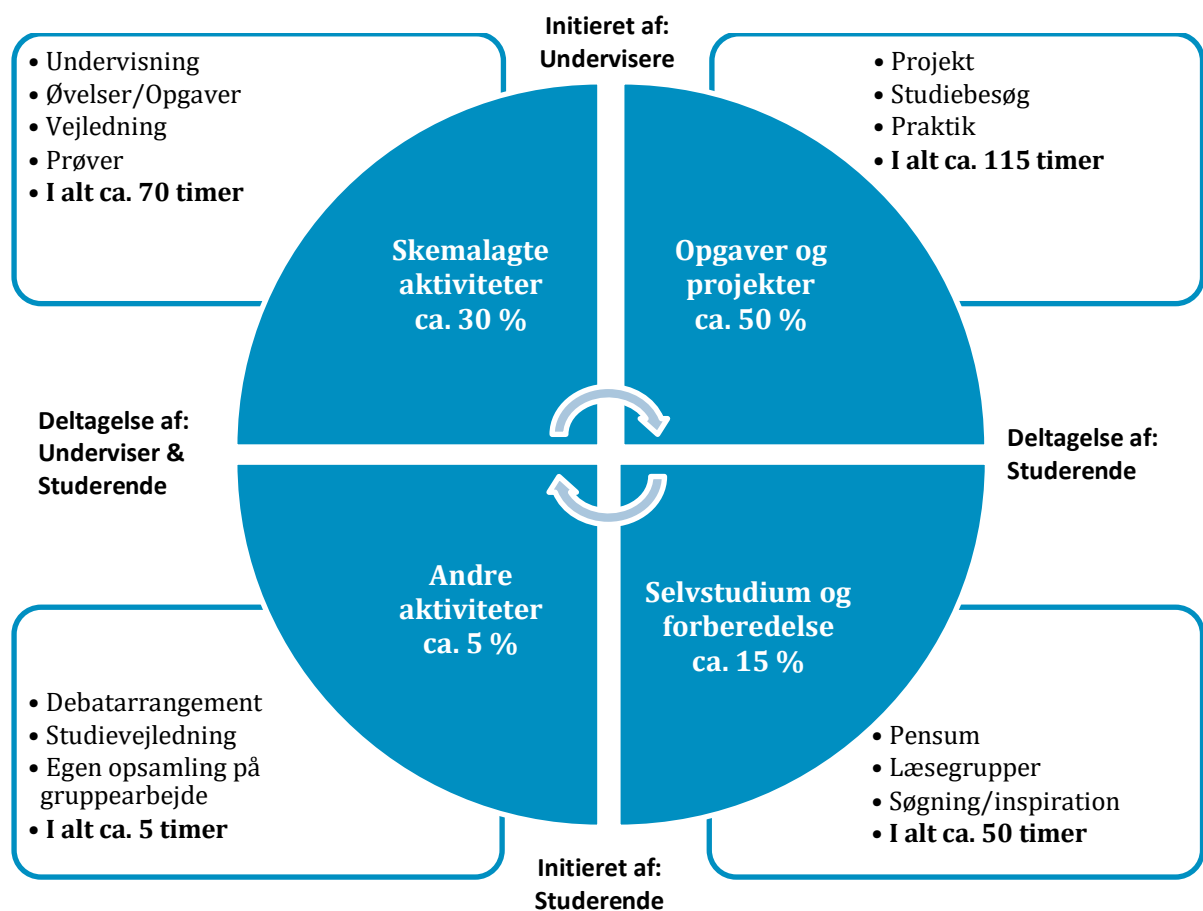 Initieret af:
Undervisere
• Undervisning
• Øvelser/Opgaver
• Vejledning
• Prøver
• I alt ca. 70 timer
• Projekt
• Studiebesøg
• Praktik
• I alt ca. 115 timer
Skemalagte
aktiviteter
ca. 30 %
Opgaver og
projekter
ca. 50 %
Deltagelse af:
Underviser &
Studerende
Deltagelse af:
Studerende
Andre
aktiviteter
ca. 5 %
Selvstudium og
forberedelse
ca. 15 %
• Debatarrangement
• Studievejledning
• Egen opsamling på
gruppearbejde
• I alt ca. 5 timer
• Pensum
• Læsegrupper
• Søgning/inspiration
• I alt ca. 50 timer
Initieret af:
Studerende